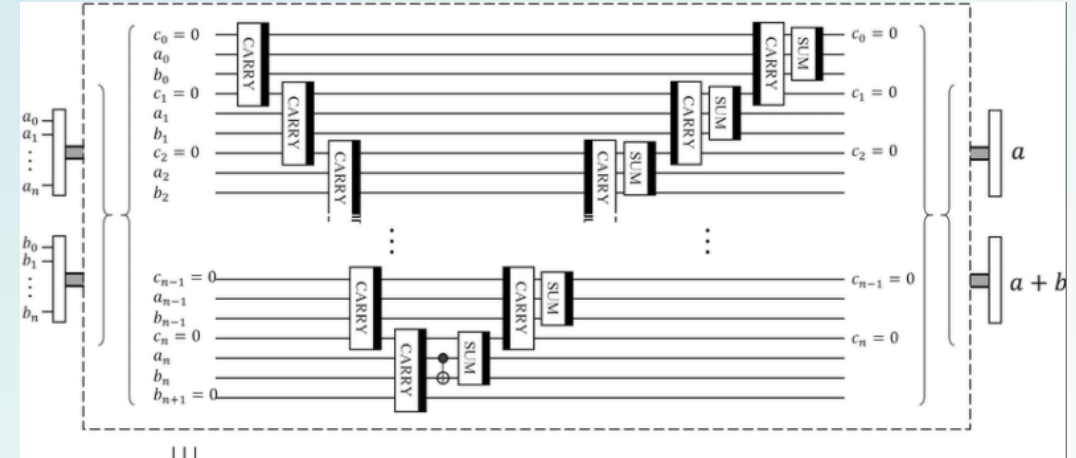 c₀ = 0
a₀
b₀
c₁ = 0
a₁
b₁
c₂ = 0
a₂
b₂
⋮ ⋮
cₙ₋₁ = 0
aₙ₋₁
bₙ₋₁
cₙ = 0
aₙ
bₙ
bₙ₊₁ = 0
a₀
a₁
⋮
aₙ
b₀
b₁
⋮
bₙ
CARRY
CARRY
CARRY
CARRY
CARRY
SUM
CARRY
SUM
CARRY
SUM
CARRY
SUM
CARRY
SUM
c₀ = 0
c₁ = 0
c₂ = 0
cₙ₋₁ = 0
cₙ = 0
a
a + b